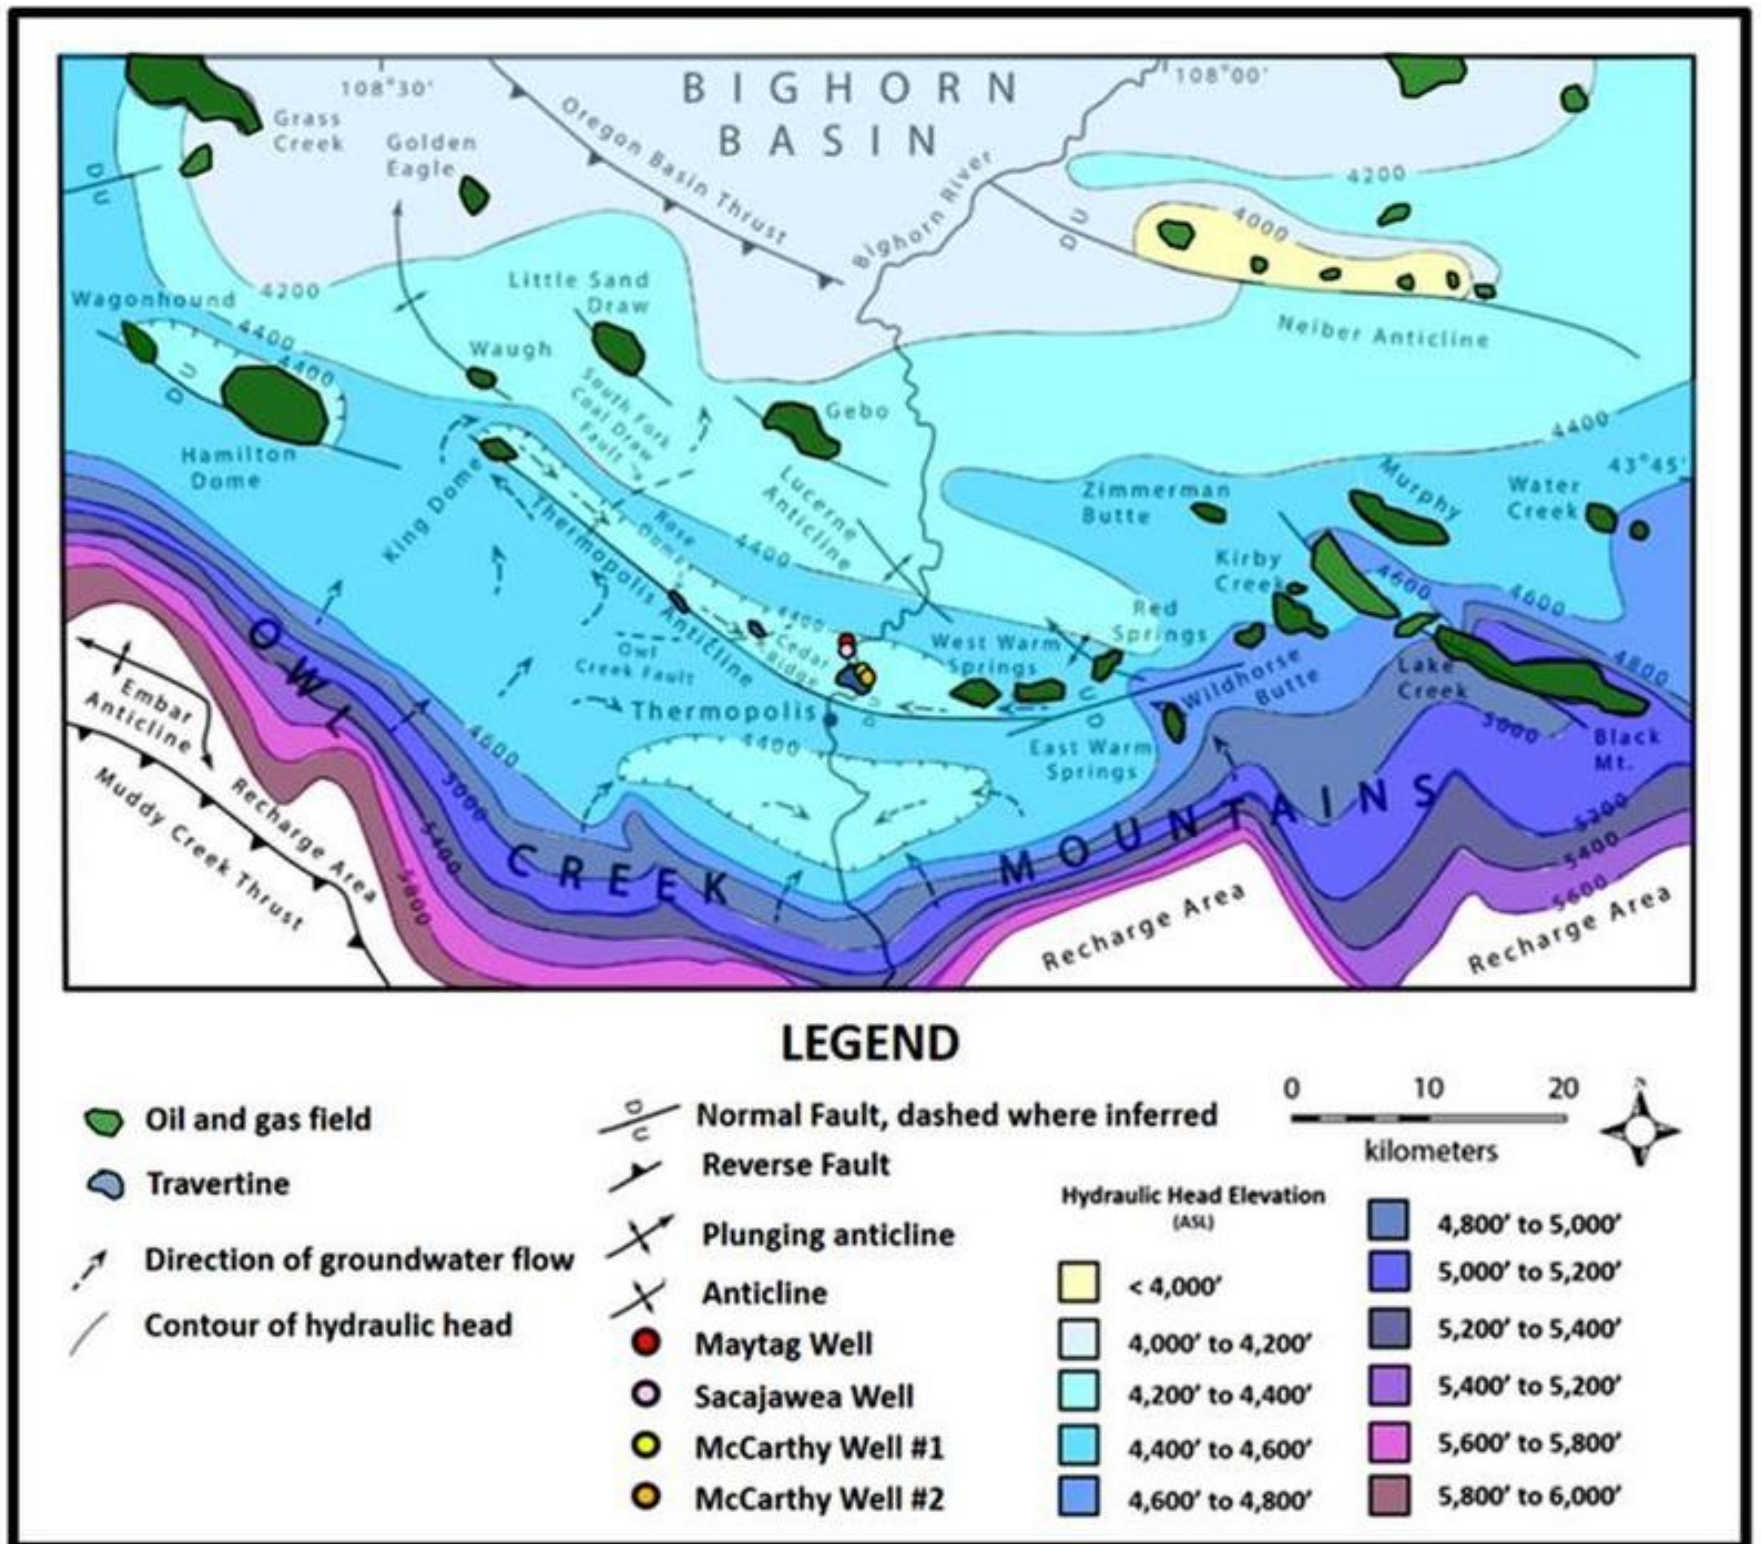 108°30'
BIGHORN
BASIN
108°00'
Grass
Creek
Golden
Eagle
Oregon Basin Thrust
Bighorn River
4200
4000
D U
D U
Little Sand
Draw
4200
Wagonhound
4400
4400
Neiber Anticline
Waugh
D U
South Fork
Coal Draw
Fault
Gebo
4400
43°45'
Hamilton
Dome
King Dome
Thermopolis Anticline
Rose
Dome
Lucerne
Anticline
4400
Zimmerman
Butte
Murphy
Water
Creek
Kirby
Creek
4600
4600
4400
Cedar
Ridge
Red
Springs
West Warm
Springs
Owl
Creek Fault
Thermopolis
Wildhorse
Butte
Lake
Creek
4800
5000
Black
Mt.
U D
U D
East Warm
Springs
4400
Embar
Anticline
OWL
CREEK
MOUNTAINS
4600
5000
5400
5800
5200
5400
5600
Muddy Creek Thrust
Recharge Area
Recharge Area
Recharge Area
LEGEND
Oil and gas field
Travertine
Direction of groundwater flow
Contour of hydraulic head
D
U
Normal Fault, dashed where inferred
Reverse Fault
Plunging anticline
Anticline
Maytag Well
Sacajawea Well
McCarthy Well #1
McCarthy Well #2
0 10 20
kilometers
Hydraulic Head Elevation
(ASL)
< 4,000’
4,000’ to 4,200’
4,200’ to 4,400’
4,400’ to 4,600’
4,600’ to 4,800’
4,800’ to 5,000’
5,000’ to 5,200’
5,200’ to 5,400’
5,400’ to 5,200’
5,600’ to 5,800’
5,800’ to 6,000’